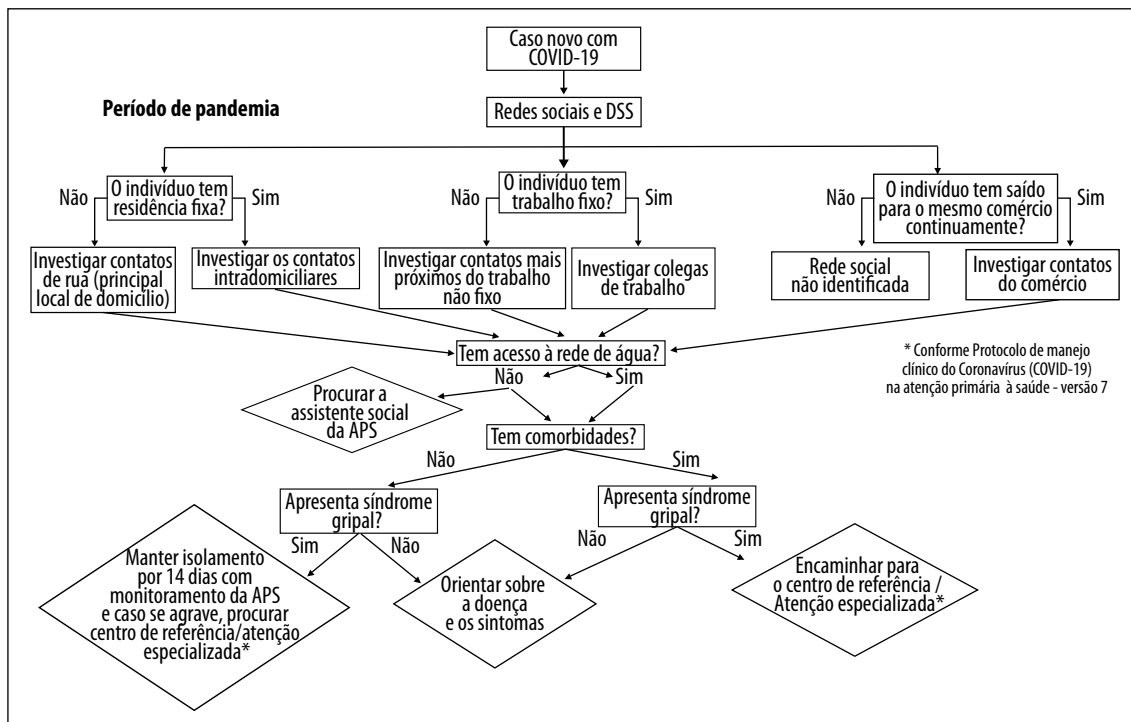 Caso novo com
COVID-19
Período de pandemia
Redes sociais e DSS
Não
O indivíduo tem
residência fixa?
Sim
Não
O indivíduo tem
trabalho fixo?
Sim
Não
O indivíduo tem saído
para o mesmo comércio
continuamente?
Sim
Investigar contatos
de rua (principal
local de domicílio)
Investigar os contatos
intradomiciliares
Investigar contatos mais
próximos do trabalho
não fixo
Investigar colegas
de trabalho
Rede social
não identificada
Investigar contatos
do comércio
Tem acesso à rede de água?
* Conforme Protocolo de manejo
clínico do Coronavírus (COVID-19)
na atenção primária à saúde - versão 7
Não
Sim
Procurar a
assistente social
da APS
Tem comorbidades?
Não
Sim
Apresenta síndrome
gripal?
Apresenta síndrome
gripal?
Sim
Não
Não
Sim
Manter isolamento
por 14 dias com
monitoramento da APS
e caso se agrave, procurar
centro de referência/atenção
especializada*
Orientar sobre
a doença
e os sintomas
Encaminhar para
o centro de referência /
Atenção especializada*